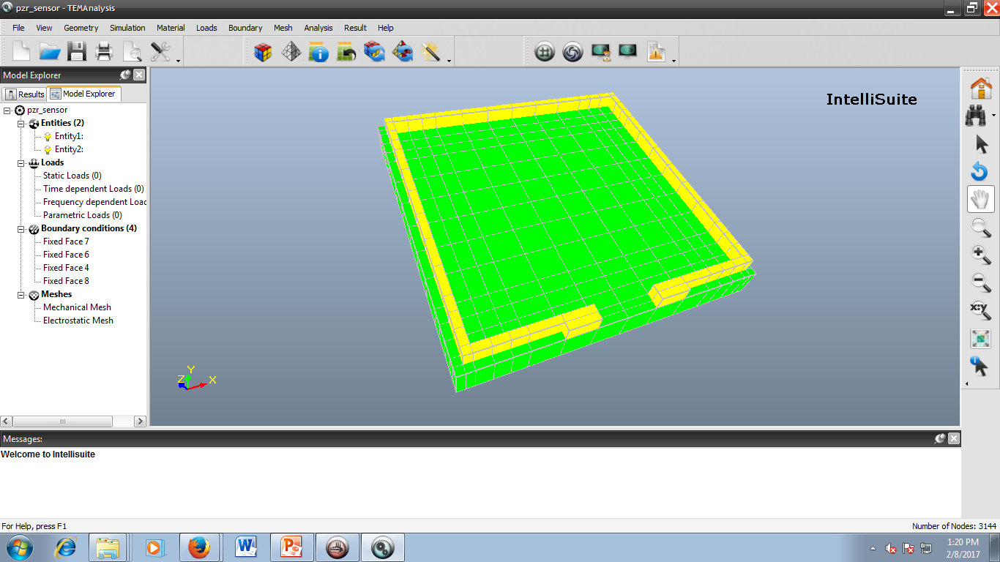 pzr_sensor - TEMAnalysis
File View Geometry Simulation Material Loads Boundary Mesh Analysis Result Help
Model Explorer
Results Model Explorer
pzr_sensor
Entities (2)
Entity1:
Entity2:
Loads
Static Loads (0)
Time dependent Loads (0)
Frequency dependent Load
Parametric Loads (0)
Boundary conditions (4)
Fixed Face 7
Fixed Face 6
Fixed Face 4
Fixed Face 8
Meshes
Mechanical Mesh
Electrostatic Mesh
IntelliSuite
Y
Z X
x:y
Messages:
Welcome to Intellisuite
For Help, press F1 Number of Nodes: 3144
1:20 PM
2/8/2017